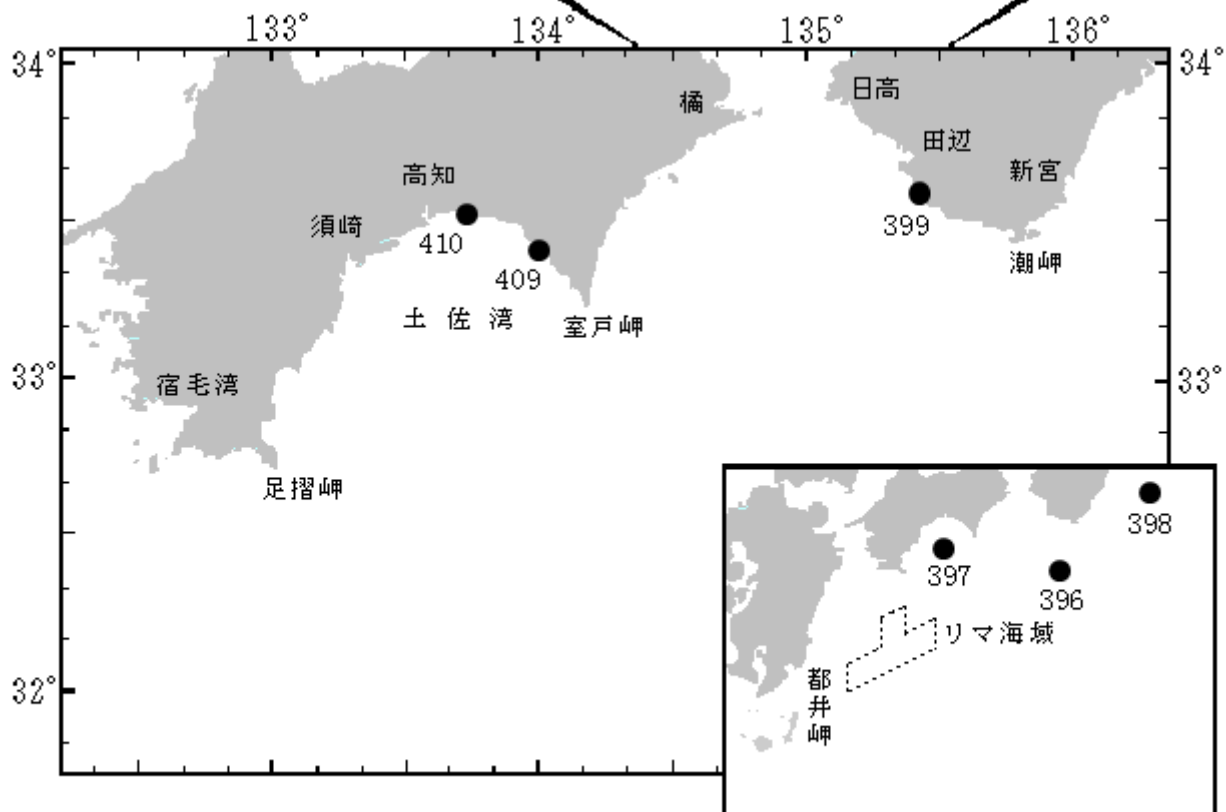 133°
134°
135°
136°
34°
34°
橘
日高
田辺
高知
新宮
須崎
410
399
409
潮岬
土佐湾
室戸岬
33°
33°
宿毛湾
足摺岬
398
397
396
リマ海域
都井岬
32°